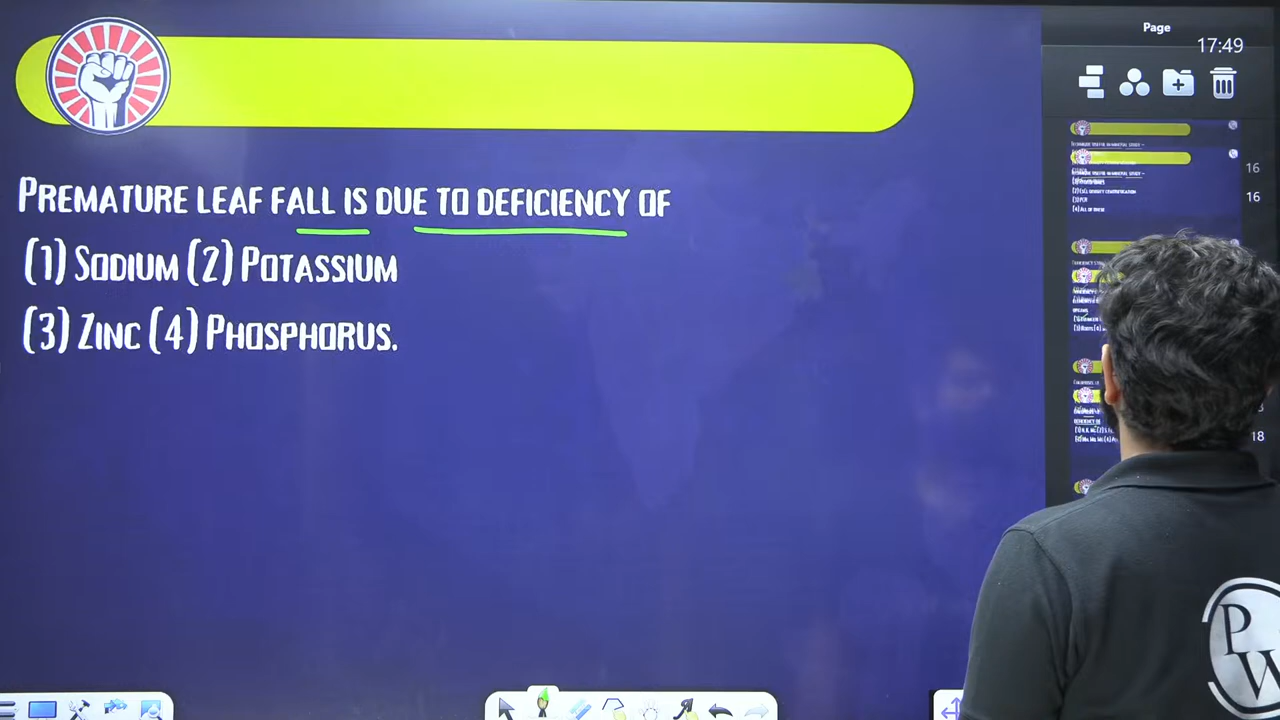 Page
17:49
PREMATURE LEAF FALL IS DUE TO DEFICIENCY OF
(1) SODIUM (2) POTASSIUM
(3) ZINC (4) PHOSPHORUS.
16
16
18
PW